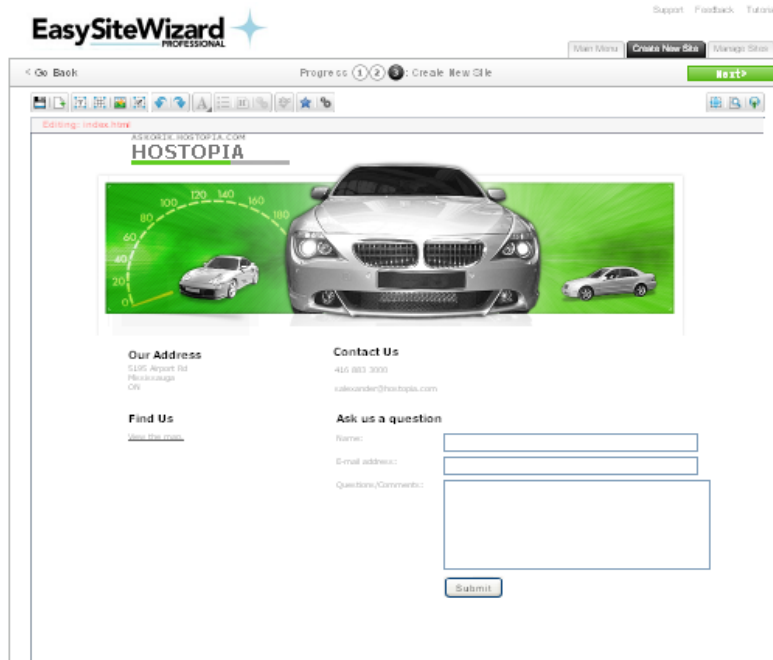 Support Feedback Tutoria
EasySiteWizard
PROFESSIONAL
Main Menu Create New Site Manage Sites
< Go Back Progress 1 2 3 : Create New Site Next>
Editing: index.html
ASKORIK.HOSTOPIA.COM
HOSTOPIA
0 20 40 60 80 100 120 140 160 180
Our Address Contact Us
5195 Airport Rd 416 883 3000
Mississauga
ON salexander@hostopia.com
Find Us Ask us a question
View the map. Name:
E-mail address:
Questions/Comments:
Submit